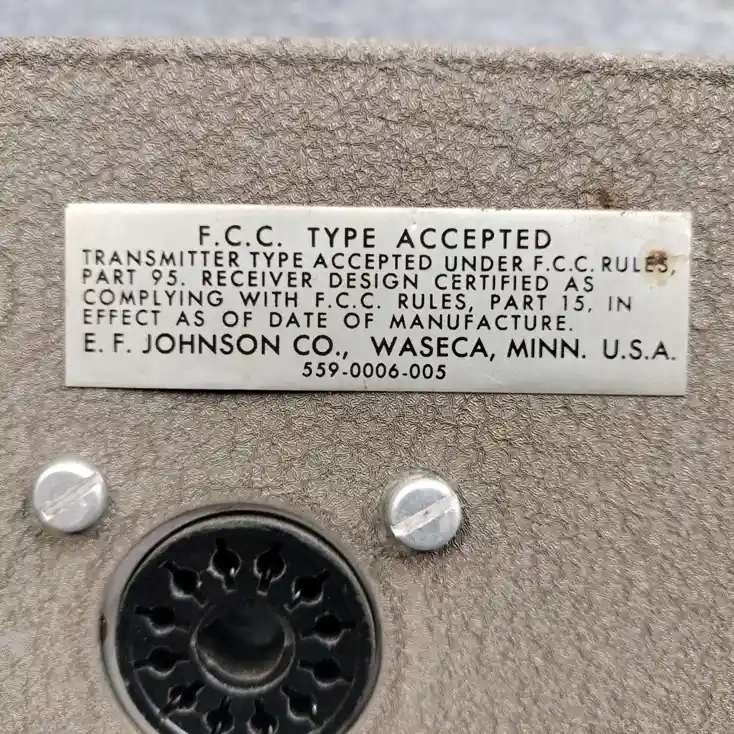 F.C.C. TYPE ACCEPTED
TRANSMITTER TYPE ACCEPTED UNDER F.C.C. RULES,
PART 95. RECEIVER DESIGN CERTIFIED AS
COMPLYING WITH F.C.C. RULES, PART 15, IN
EFFECT AS OF DATE OF MANUFACTURE.
E. F. JOHNSON CO., WASECA, MINN. U.S.A.
559-0006-005